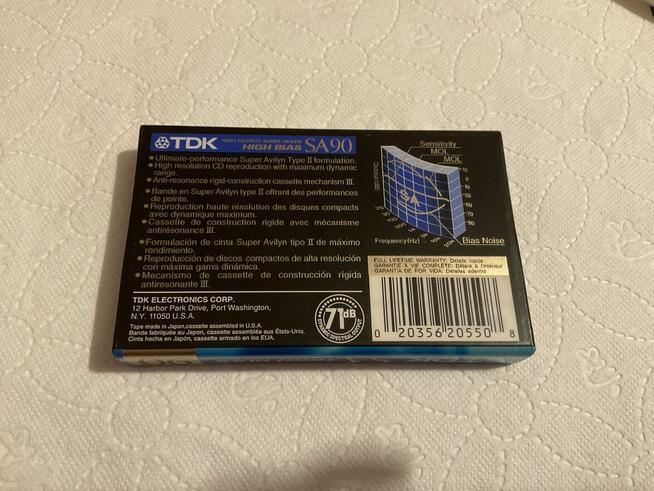 TDK HIGH OUTPUT SUPER AVILYN
HIGH BIAS SA90
• Ultimate-performance Super Avilyn Type II formulation.
• High resolution CD reproduction with maximum dynamic
range.
• Anti-resonance rigid-construction cassette mechanism III.
• Bande en Super Avilyn type II offrant des performances
de pointe.
• Reproduction haute résolution des disques compacts
avec dynamique maximum.
• Cassette de construction rigide avec mécanisme
antirésonance III.
• Formulación de cinta Super Avilyn tipo II de máximo
rendimiento.
• Reproducción de discos compactos de alta resolución
con máxima gama dinámica.
• Mecanismo de cassette de construcción rígida
antiresonante III.
TDK ELECTRONICS CORP.
12 Harbor Park Drive, Port Washington,
N.Y. 11050 U.S.A.
Tape made in Japan,cassette assembled in U.S.A.
Bande fabriquée au Japon, cassette assemblée aux États-Unis.
Cinta hecha en Japón, cassette armado en los EUA.
71dB
DYNAMIC SPECTRAL OUTPUT
Sensitivity
MOL
MOL
Output (dB)
SA
Frequency(Hz)
Bias Noise
FULL LIFETIME WARRANTY: Details inside
GARANTIE À VIE COMPLÈTE: Détails à l'intérieur
GARANTÍA DE POR VIDA: Detalles adentro
0 20356 20550 8